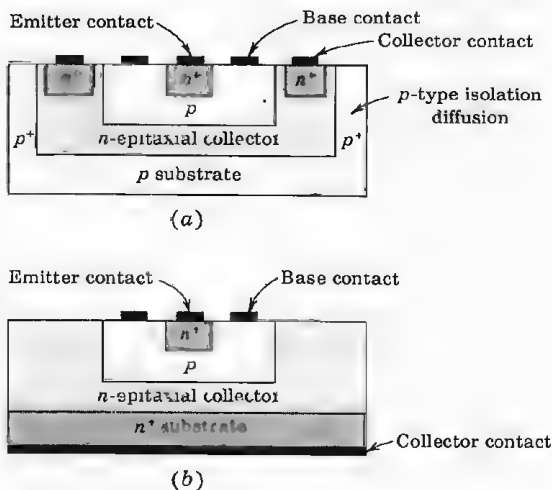 Emitter contact
Base contact
Collector contact
n⁺ n⁺ n⁺
p
p-type isolation
diffusion
p⁺ p⁺
n-epitaxial collector
p substrate
(a)
Emitter contact
Base contact
n⁺
p
n-epitaxial collector
n⁺ substrate
Collector contact
(b)